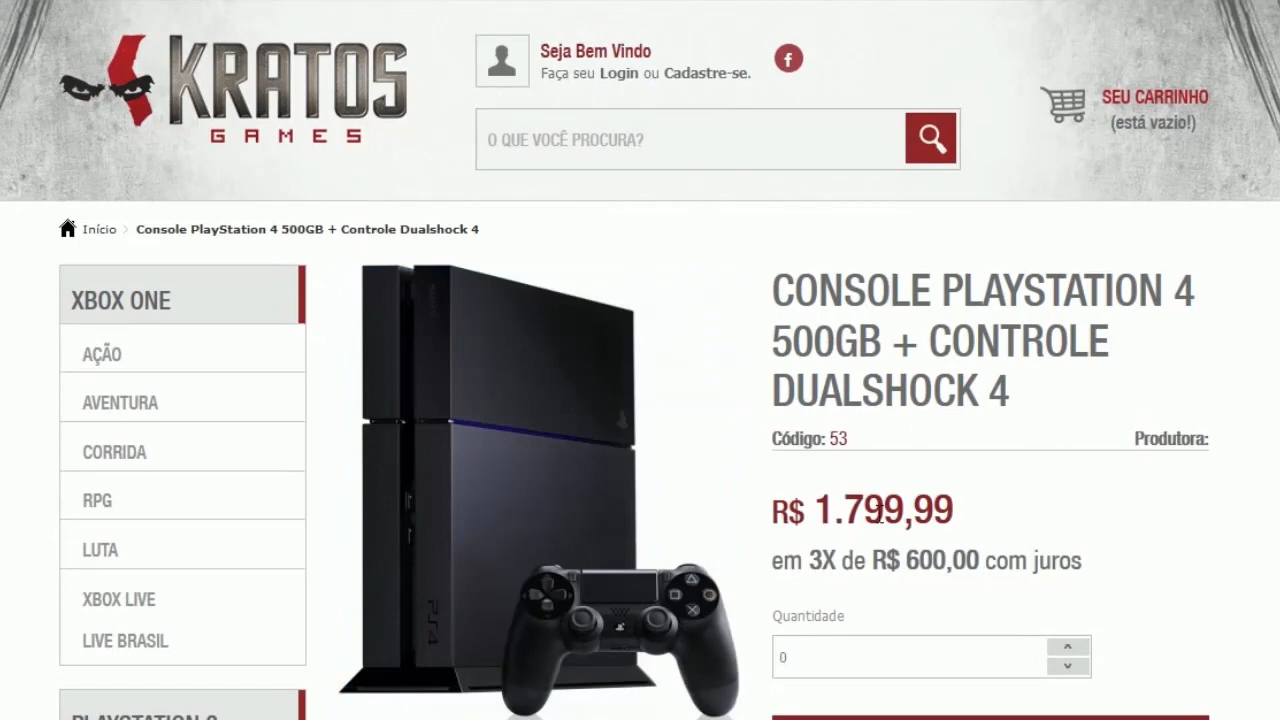 KRATOS
GAMES
Seja Bem Vindo
Faça seu Login ou Cadastre-se.
f
O QUE VOCÊ PROCURA?
SEU CARRINHO
(está vazio!)
Início > Console PlayStation 4 500GB + Controle Dualshock 4
XBOX ONE
AÇÃO
AVENTURA
CORRIDA
RPG
LUTA
XBOX LIVE
LIVE BRASIL
PS4
CONSOLE PLAYSTATION 4
500GB + CONTROLE
DUALSHOCK 4
Código: 53
Produtora:
R$ 1.799,99
em 3X de R$ 600,00 com juros
Quantidade
0